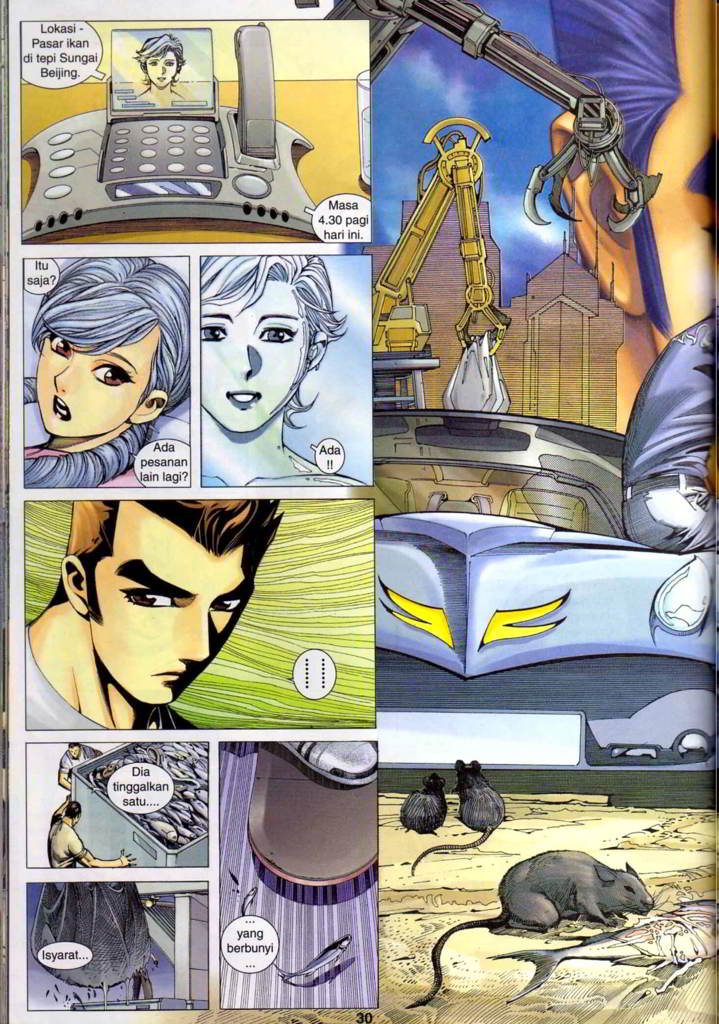 Lokasi -
Pasar ikan
di tepi Sungai
Beijing.
Masa
4.30 pagi
hari ini.
Itu
saja?
Ada
pesanan
lain lagi?
Ada
!!
Dia
tinggalkan
satu....
Isyarat...
...
yang
berbunyi
...
30